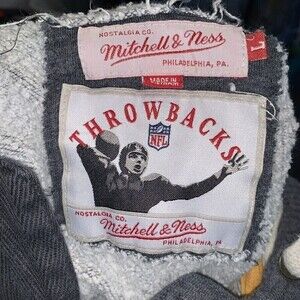 NOSTALGIA CO.
Mitchell & Ness
PHILADELPHIA, PA.
L
MADE IN
THROWBACKS
NFL
NOSTALGIA CO.
Mitchell & Ness
PHILADELPHIA, PA.